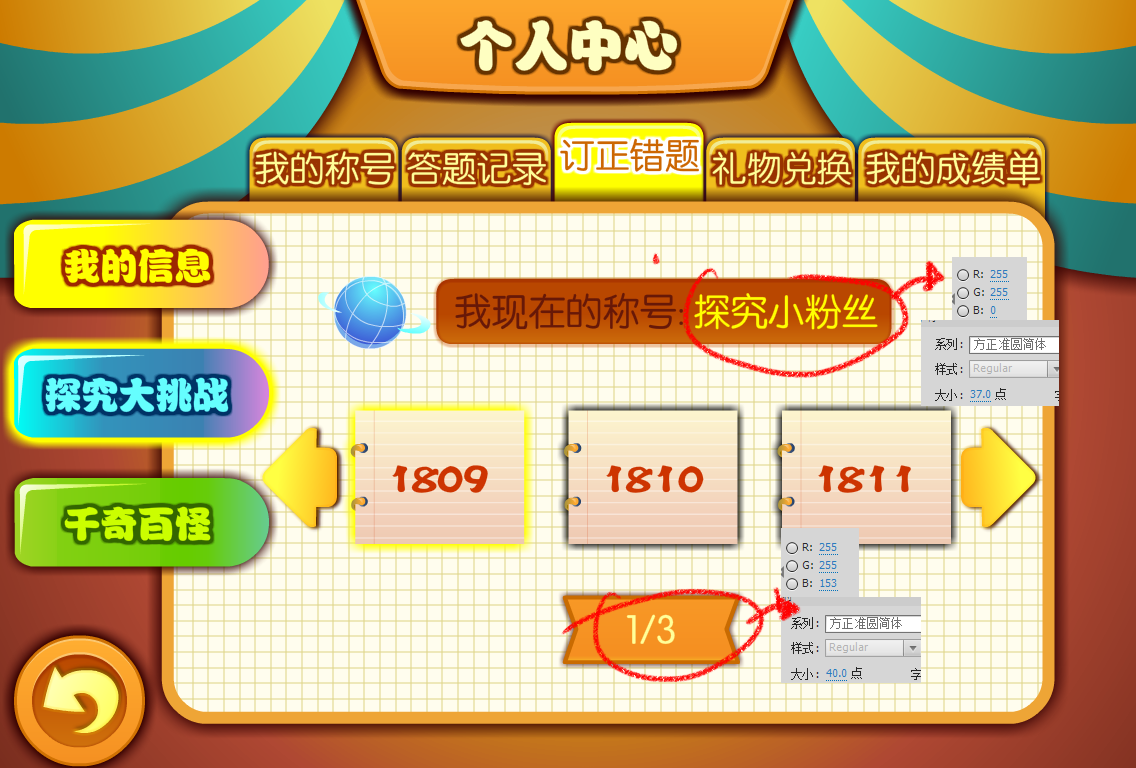 个人中心
我的称号 答题记录 订正错题 礼物兑换 我的成绩单
我的信息
探究大挑战
千奇百怪
我现在的称号:探究小粉丝
R: 255
G: 255
B: 0
系列: 方正准圆简体
样式: Regular
大小: 37.0 点 字
1809 1810 1811
R: 255
G: 255
B: 153
1/3
系列: 方正准圆简体
样式: Regular
大小: 40.0 点 字